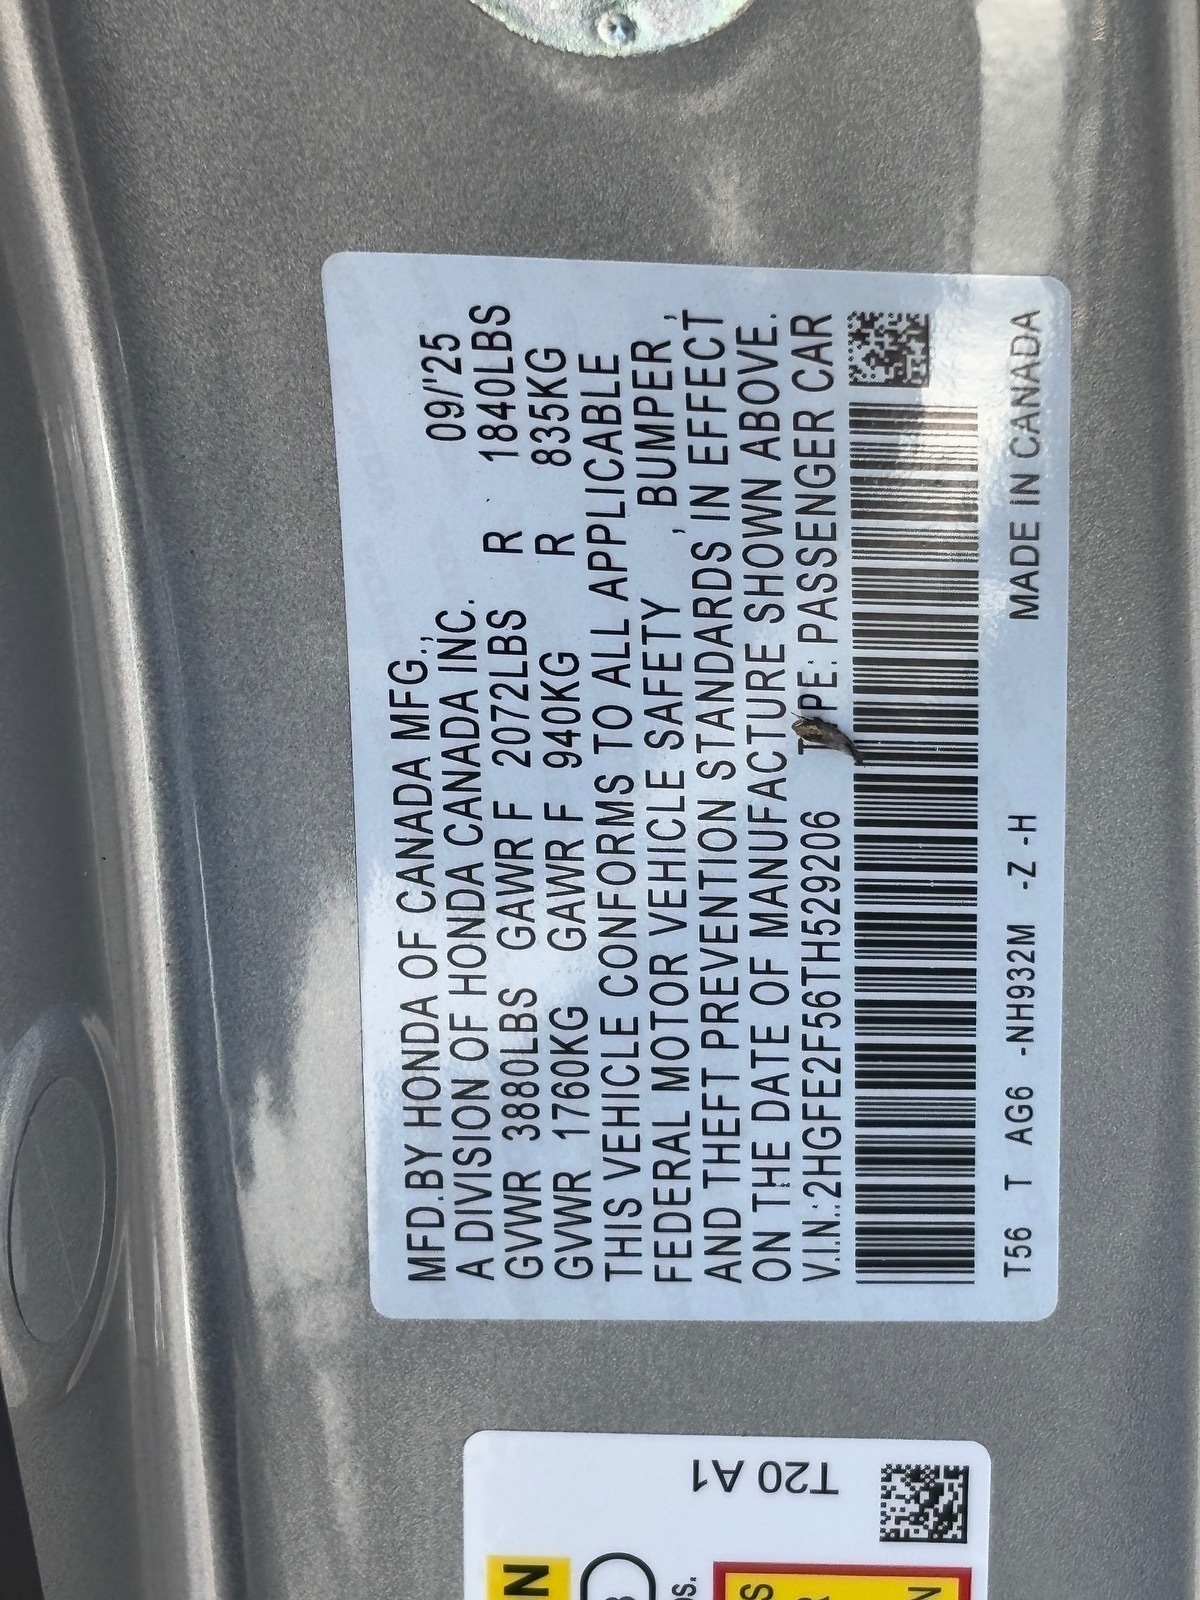 MFD.BY HONDA OF CANADA MFG.,
A DIVISION OF HONDA CANADA INC. 09/'25
GVWR 3880LBS GAWR F 2072LBS R 1840LBS
GVWR 1760KG GAWR F 940KG R 835KG
THIS VEHICLE CONFORMS TO ALL APPLICABLE
FEDERAL MOTOR VEHICLE SAFETY , BUMPER ,
AND THEFT PREVENTION STANDARDS IN EFFECT
ON THE DATE OF MANUFACTURE SHOWN ABOVE.
V.I.N.:2HGFE2F56TH529206 TYPE: PASSENGER CAR
T56 T AG6 -NH932M -Z -H MADE IN CANADA
T20 A1